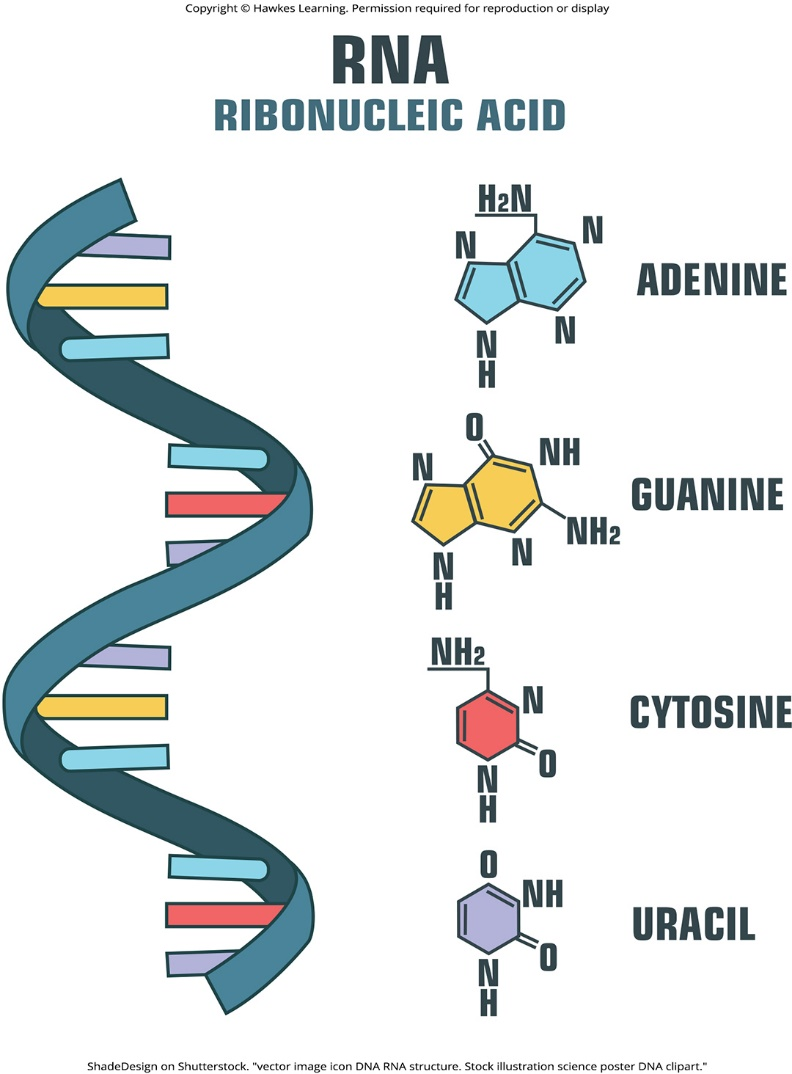 Copyright © Hawkes Learning. Permission required for reproduction or display
RNA
RIBONUCLEIC ACID
H2N
N
N
N
N
H
ADENINE
O
NH
N
NH2
N
N
H
GUANINE
NH2
N
O
N
H
CYTOSINE
O
NH
O
N
H
URACIL
ShadeDesign on Shutterstock. "vector image icon DNA RNA structure. Stock illustration science poster DNA clipart."